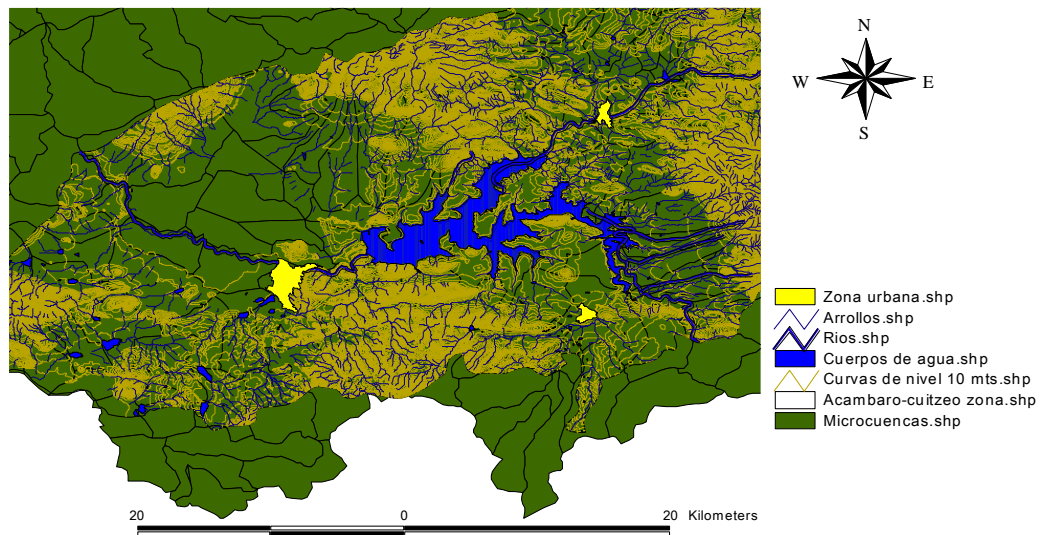 N
W E
S
Zona urbana.shp
Arrollos.shp
Rios.shp
Cuerpos de agua.shp
Curvas de nivel 10 mts.shp
Acambaro-cuitzeo zona.shp
Microcuencas.shp
20 0 20 Kilometers